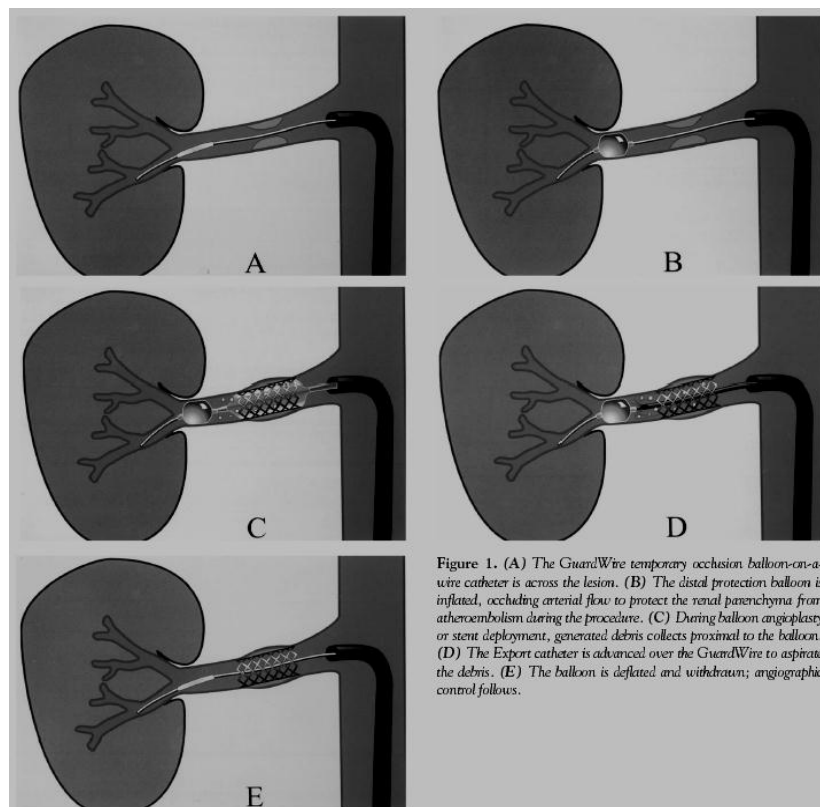 A
B
C
D
Figure 1. (A) The GuardWire temporary occlusion balloon-on-a-
wire catheter is across the lesion. (B) The distal protection balloon is
inflated, occluding arterial flow to protect the renal parenchyma from
atheroembolism during the procedure. (C) During balloon angioplasty
or stent deployment, generated debris collects proximal to the balloon.
(D) The Export catheter is advanced over the GuardWire to aspirate
the debris. (E) The balloon is deflated and withdrawn; angiographic
control follows.
E